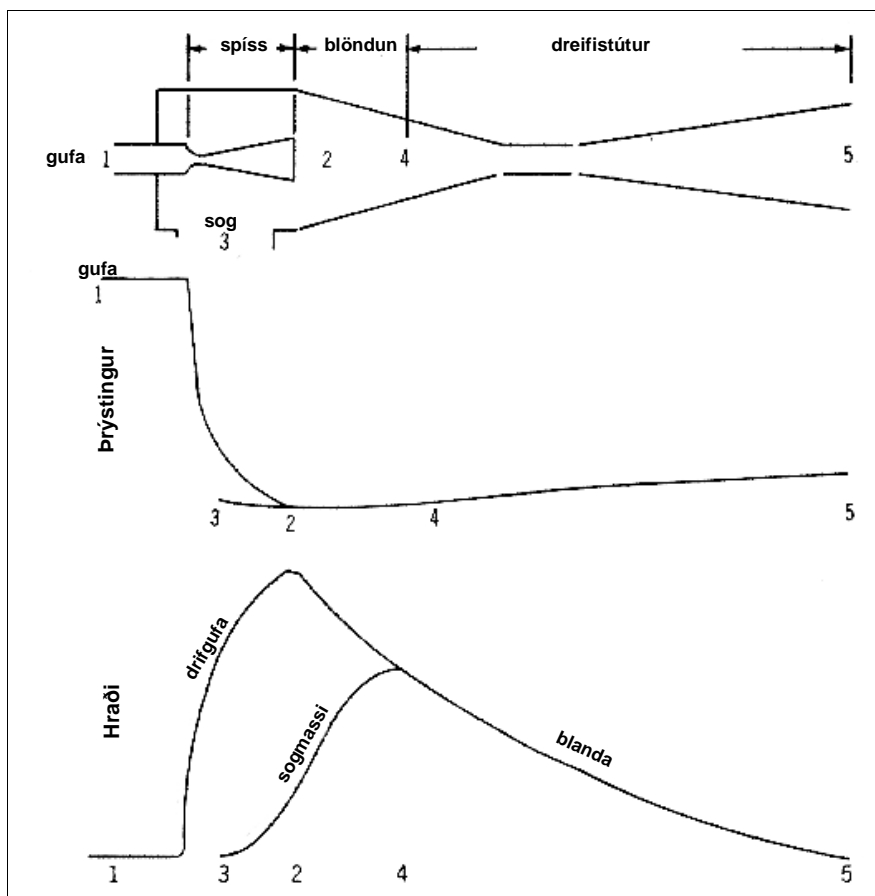 spíss blöndun dreifistútur
gufa 1 2 4 5
sog
3
gufa
1
Þrýstingur
3 2 4 5
Hraði
drifgufa
sogmassi
blanda
1 3 2 4 5